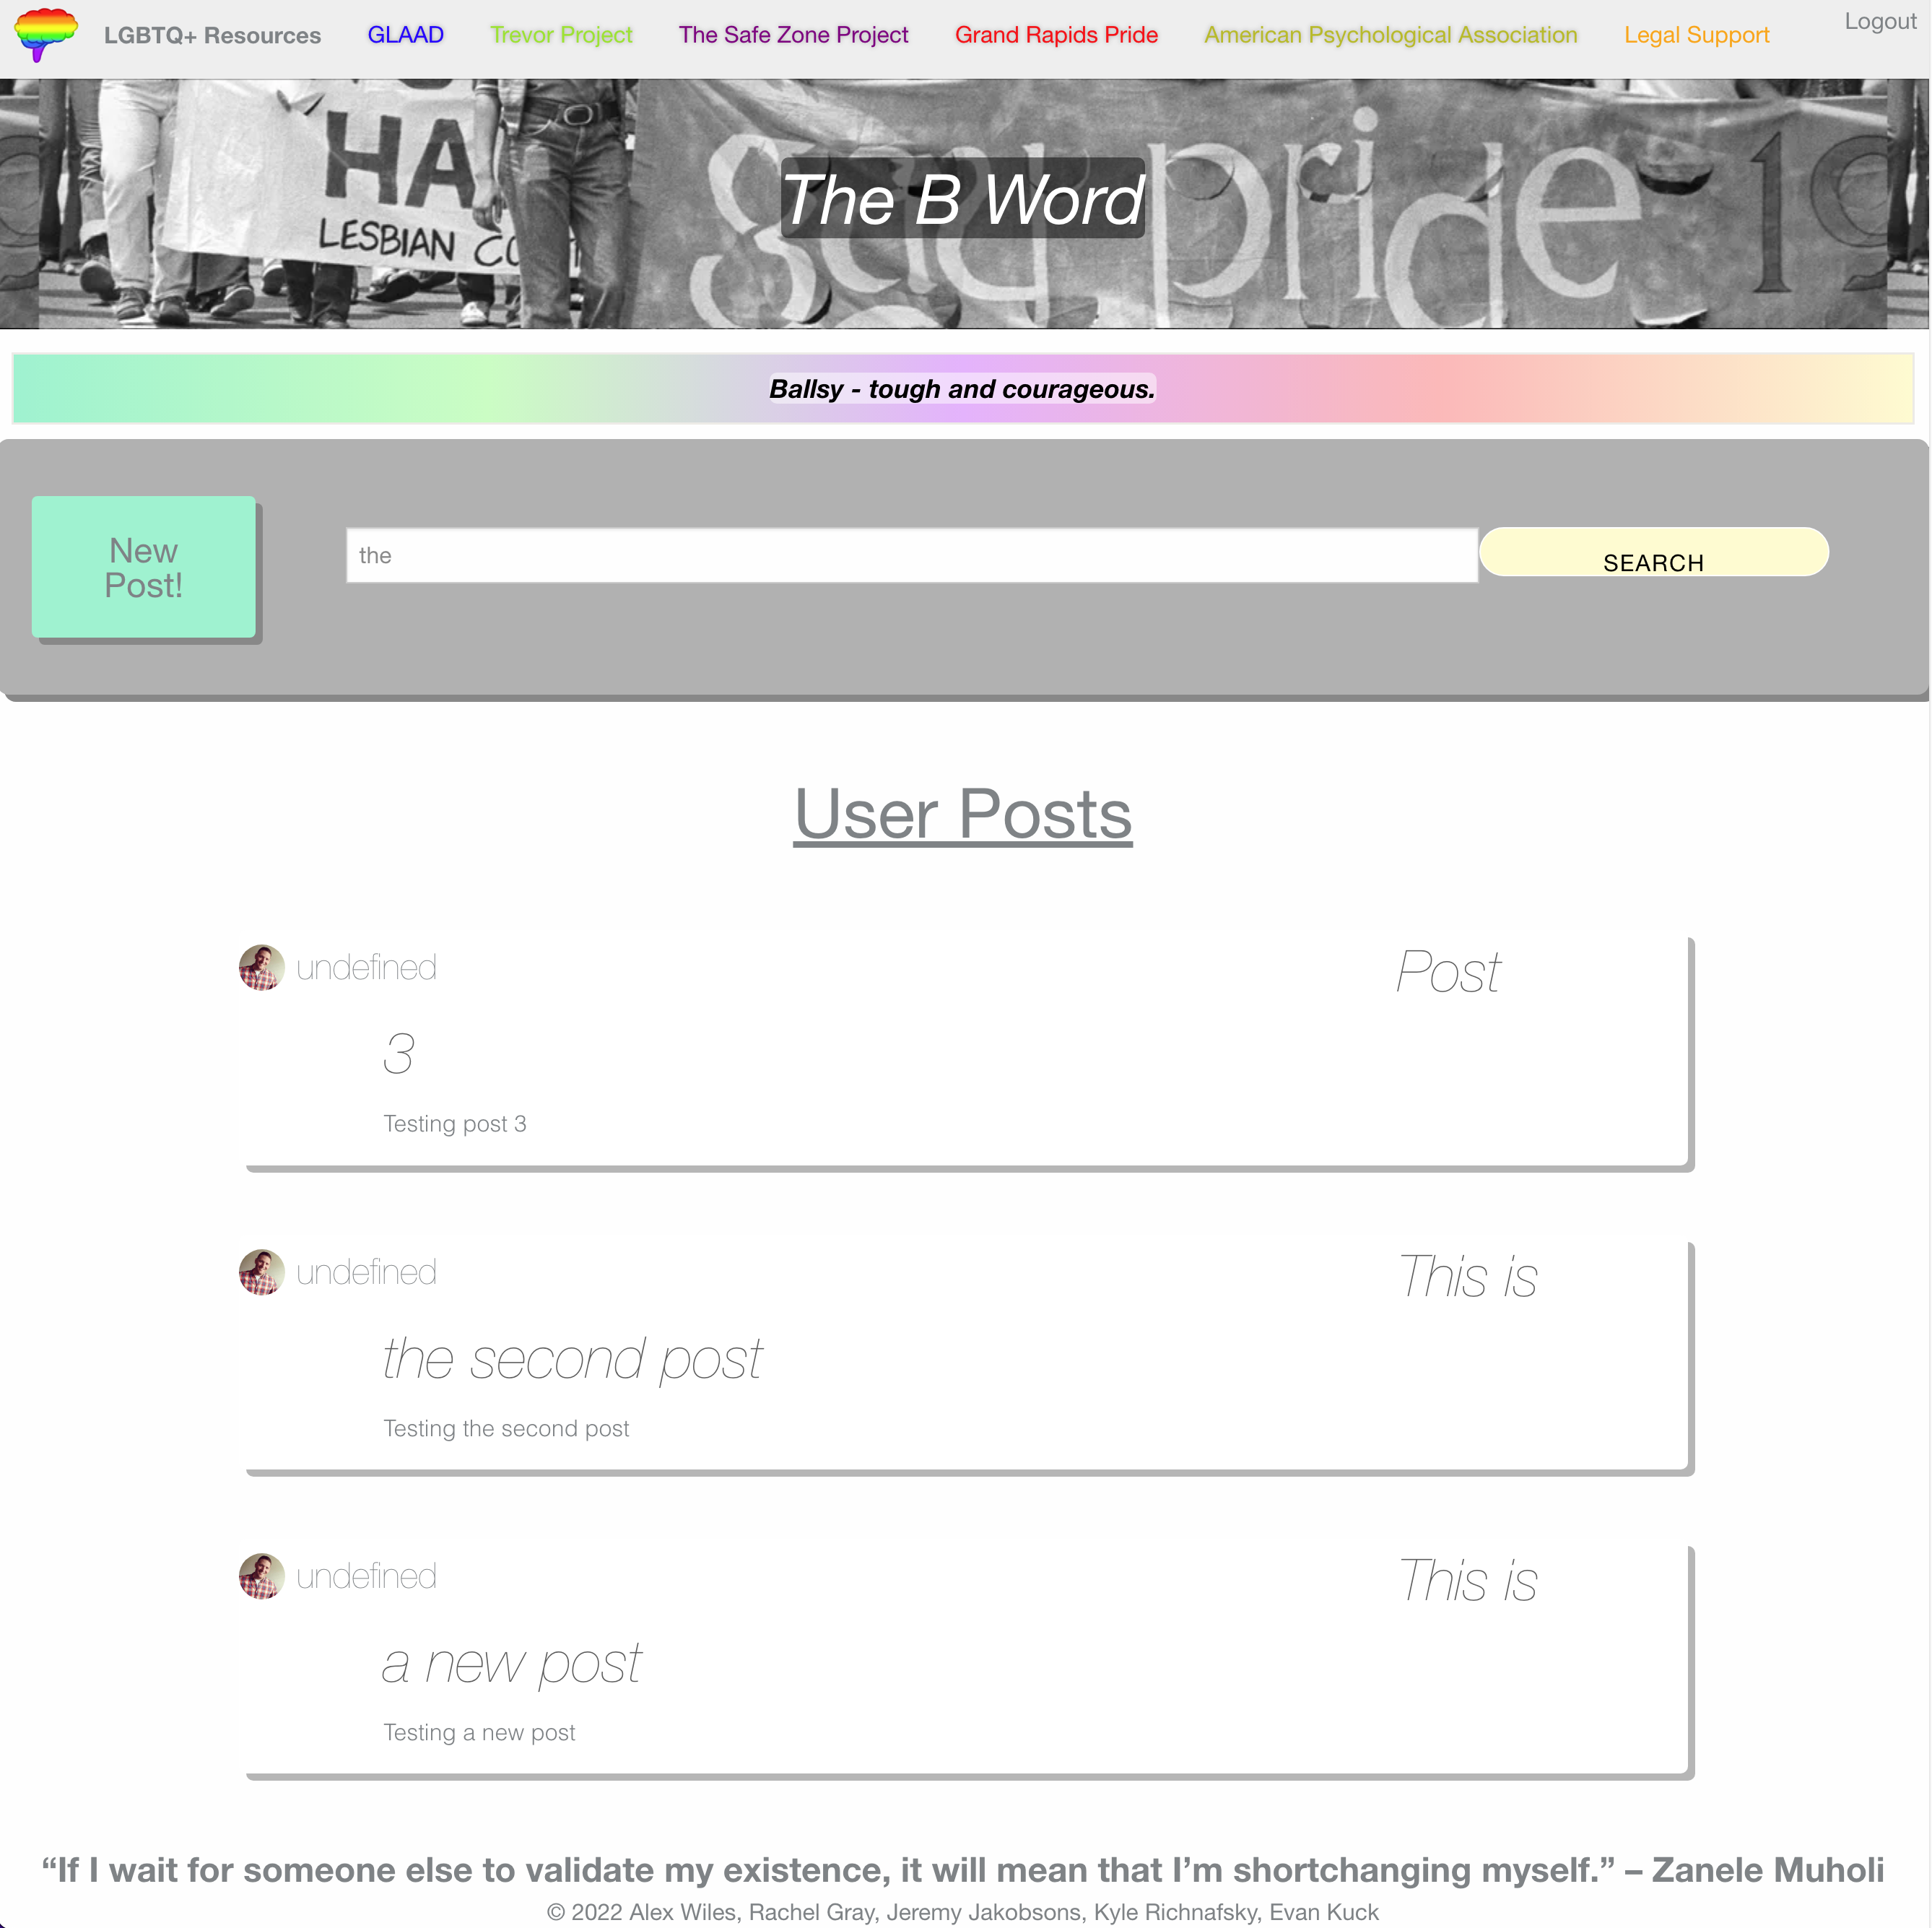 LGBTQ+ Resources GLAAD Trevor Project The Safe Zone Project Grand Rapids Pride American Psychological Association Legal Support Logout
HA
LESBIAN
gay pride
The B Word
Ballsy - tough and courageous.
New
Post!
the
SEARCH
User Posts
undefined Post
3
Testing post 3
undefined This is
the second post
Testing the second post
undefined This is
a new post
Testing a new post
“If I wait for someone else to validate my existence, it will mean that I’m shortchanging myself.” – Zanele Muholi
© 2022 Alex Wiles, Rachel Gray, Jeremy Jakobsons, Kyle Richnafsky, Evan Kuck